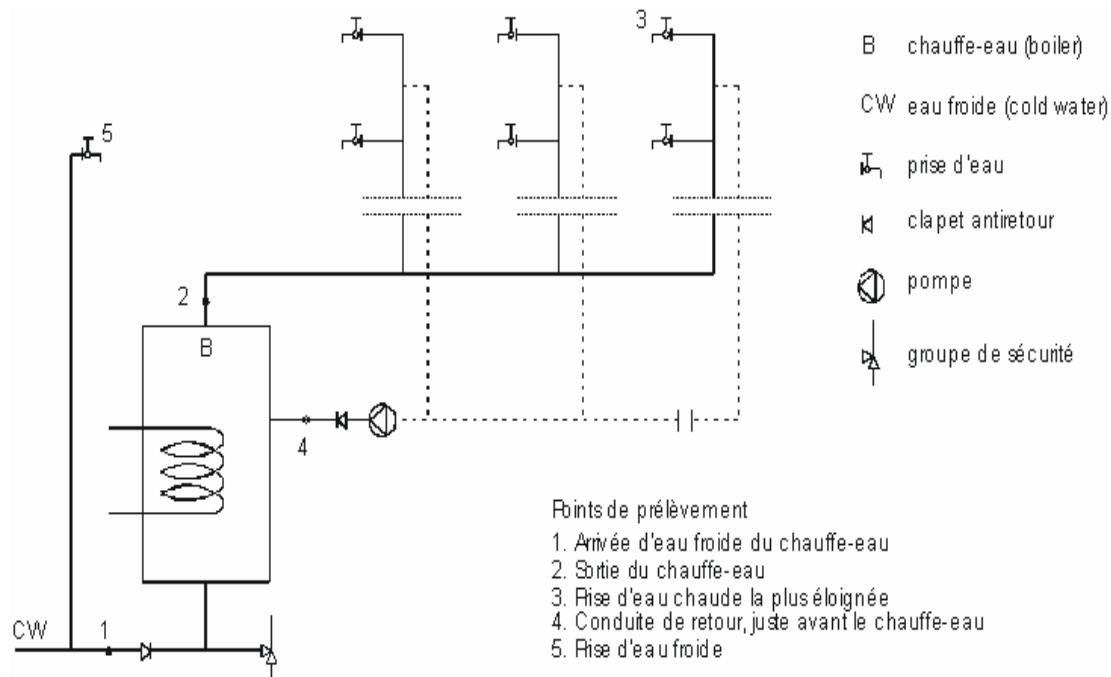 3
B chauffe-eau (boiler)
CW eau froide (cold water)
5
prise d'eau
clapet antiretour
2
pompe
B
groupe de sécurité
4
Points de prélèvement
1. Arrivée d'eau froide du chauffe-eau
2. Sortie du chauffe-eau
3. Prise d'eau chaude la plus éloignée
CW 1
4. Conduite de retour, juste avant le chauffe-eau
5. Prise d'eau froide